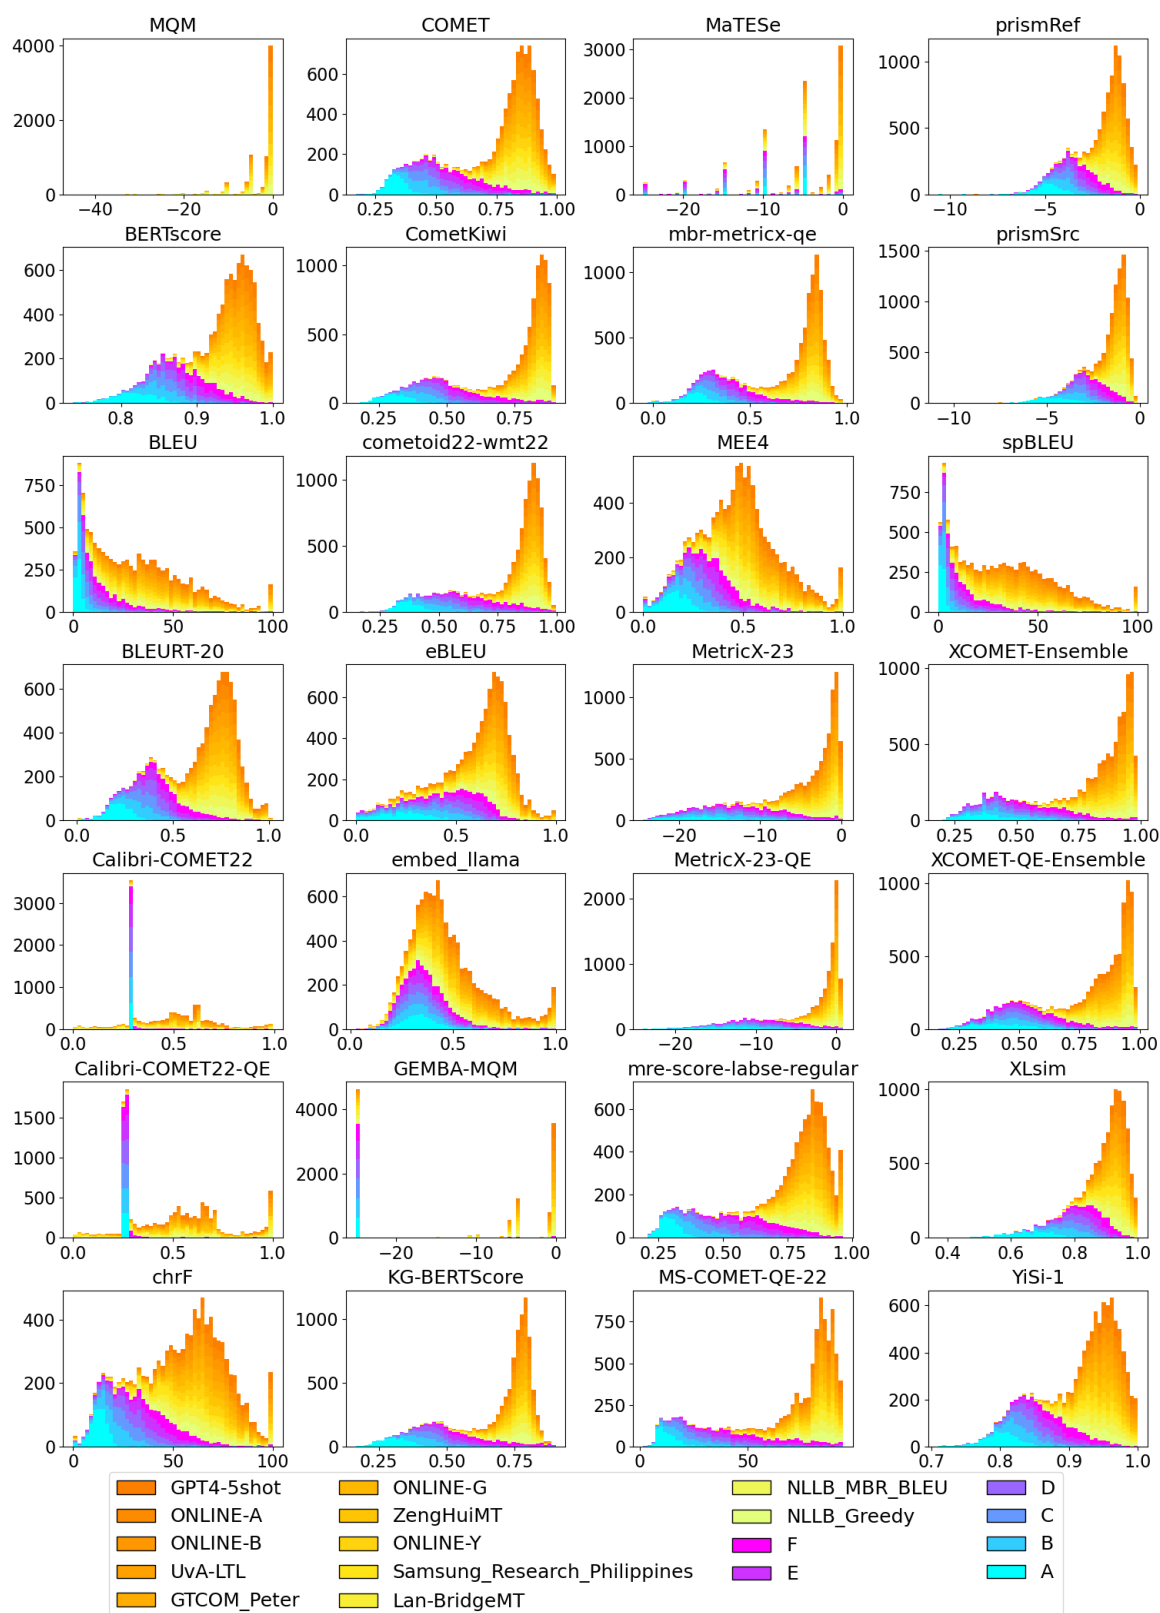 MQM COMET MaTESe prismRef
4000
2000
0
−40 −20 0
600
400
200
0
0.25 0.50 0.75 1.00
3000
2000
1000
0
−20 −10 0
1000
500
0
−10 −5 0
BERTscore CometKiwi mbr-metricx-qe prismSrc
600
400
200
0
0.8 0.9 1.0
1000
500
0
0.25 0.50 0.75
1000
500
0
0.0 0.5 1.0
1500
1000
500
0
−10 −5 0
BLEU cometoid22-wmt22 MEE4 spBLEU
750
500
250
0
0 50 100
1000
500
0
0.25 0.50 0.75 1.00
400
200
0
0.0 0.5 1.0
750
500
250
0
0 50 100
BLEURT-20 eBLEU MetricX-23 XCOMET-Ensemble
600
400
200
0
0.0 0.5 1.0
600
400
200
0
0.0 0.5 1.0
1000
500
0
−20 −10 0
1000
500
0
0.25 0.50 0.75 1.00
Calibri-COMET22 embed_llama MetricX-23-QE XCOMET-QE-Ensemble
3000
2000
1000
0
0.0 0.5 1.0
600
400
200
0
0.0 0.5 1.0
2000
1000
0
−20 −10 0
1000
500
0
0.25 0.50 0.75 1.00
Calibri-COMET22-QE GEMBA-MQM mre-score-labse-regular XLsim
1500
1000
500
0
0.0 0.5 1.0
4000
2000
0
−20 −10 0
600
400
200
0
0.25 0.50 0.75 1.00
1000
500
0
0.4 0.6 0.8 1.0
chrF KG-BERTScore MS-COMET-QE-22 YiSi-1
400
200
0
0 50 100
1000
500
0
0.25 0.50 0.75
750
500
250
0
0 50
600
400
200
0
0.7 0.8 0.9 1.0
GPT4-5shot
ONLINE-A
ONLINE-B
UvA-LTL
GTCOM_Peter
ONLINE-G
ZengHuiMT
ONLINE-Y
Samsung_Research_Philippines
Lan-BridgeMT
NLLB_MBR_BLEU
NLLB_Greedy
F
E
D
C
B
A